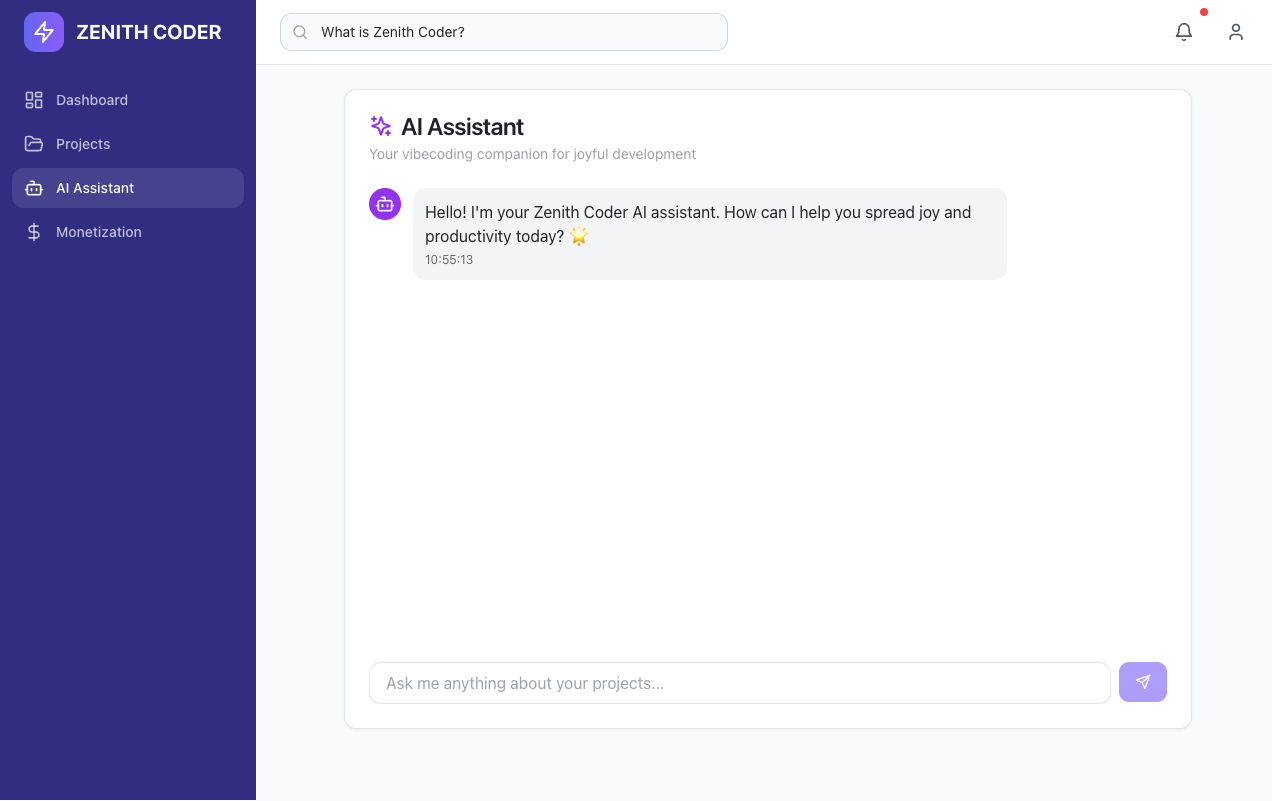 ZENITH CODER
What is Zenith Coder?
Dashboard
Projects
AI Assistant
Monetization
AI Assistant
Your vibecoding companion for joyful development
Hello! I'm your Zenith Coder AI assistant. How can I help you spread joy and
productivity today? 🌟
10:55:13
Ask me anything about your projects...